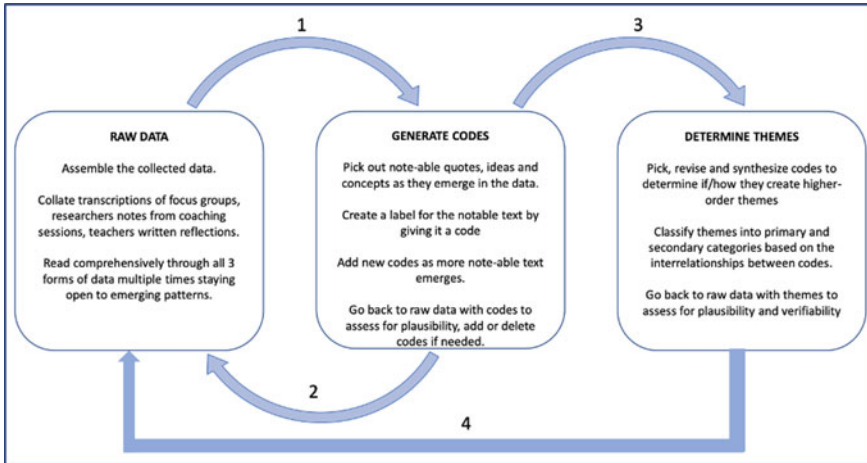 1
3
RAW DATA
Assemble the collected data.
Collate transcriptions of focus groups,
researchers notes from coaching
sessions, teachers written reflections.
Read comprehensively through all 3
forms of data multiple times staying
open to emerging patterns.
GENERATE CODES
Pick out note-able quotes, ideas and
concepts as they emerge in the data.
Create a label for the notable text by
giving it a code
Add new codes as more note-able text
emerges.
Go back to raw data with codes to
assess for plausibility, add or delete
codes if needed.
DETERMINE THEMES
Pick, revise and synthesize codes to
determine if/how they create higher-
order themes
Classify themes into primary and
secondary categories based on the
interrelationships between codes.
Go back to raw data with themes to
assess for plausibility and verifiability
2
4